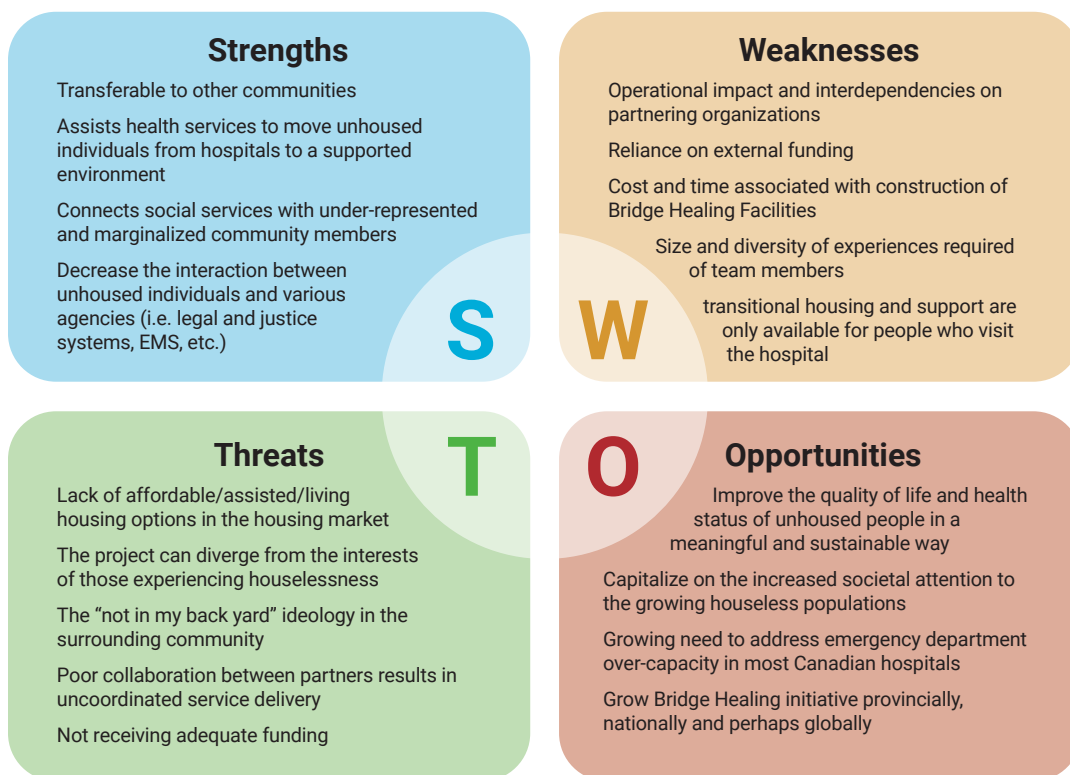 Strengths
Transferable to other communities
Assists health services to move unhoused
individuals from hospitals to a supported
environment
Connects social services with under-represented
and marginalized community members
Decrease the interaction between
unhoused individuals and various
agencies (i.e. legal and justice
systems, EMS, etc.)
S
Weaknesses
Operational impact and interdependencies on
partnering organizations
Reliance on external funding
Cost and time associated with construction of
Bridge Healing Facilities
Size and diversity of experiences required
of team members
transitional housing and support are
only available for people who visit
the hospital
W
Threats
Lack of affordable/assisted/living
housing options in the housing market
The project can diverge from the interests
of those experiencing houselessness
The “not in my back yard” ideology in the
surrounding community
Poor collaboration between partners results in
uncoordinated service delivery
Not receiving adequate funding
T
Opportunities
Improve the quality of life and health
status of unhoused people in a
meaningful and sustainable way
Capitalize on the increased societal attention to
the growing houseless populations
Growing need to address emergency department
over-capacity in most Canadian hospitals
Grow Bridge Healing initiative provincially,
nationally and perhaps globally
O